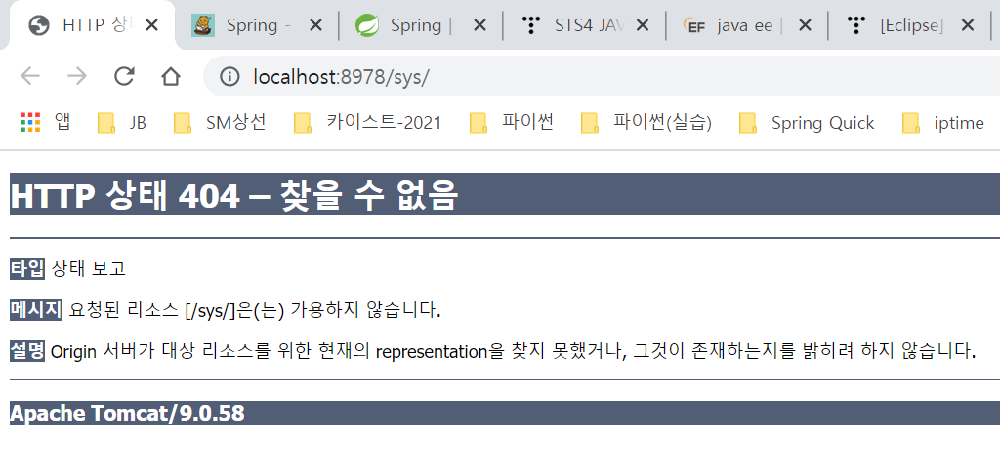 HTTP 상태 Spring - Spring | STS4 JAV java ee | [Eclipse]
localhost:8978/sys/
앱 JB SM상선 카이스트-2021 파이썬 파이썬(실습) Spring Quick iptime
HTTP 상태 404 – 찾을 수 없음
타입 상태 보고
메시지 요청된 리소스 [/sys/]은(는) 가용하지 않습니다.
설명 Origin 서버가 대상 리소스를 위한 현재의 representation을 찾지 못했거나, 그것이 존재하는지를 밝히려 하지 않습니다.
Apache Tomcat/9.0.58